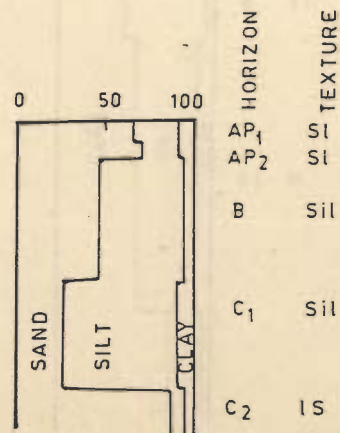 HORIZON TEXTURE
0 50 100
AP1 Sl
AP2 Sl
B Sil
C1 Sil
C2 lS
SAND SILT CLAY